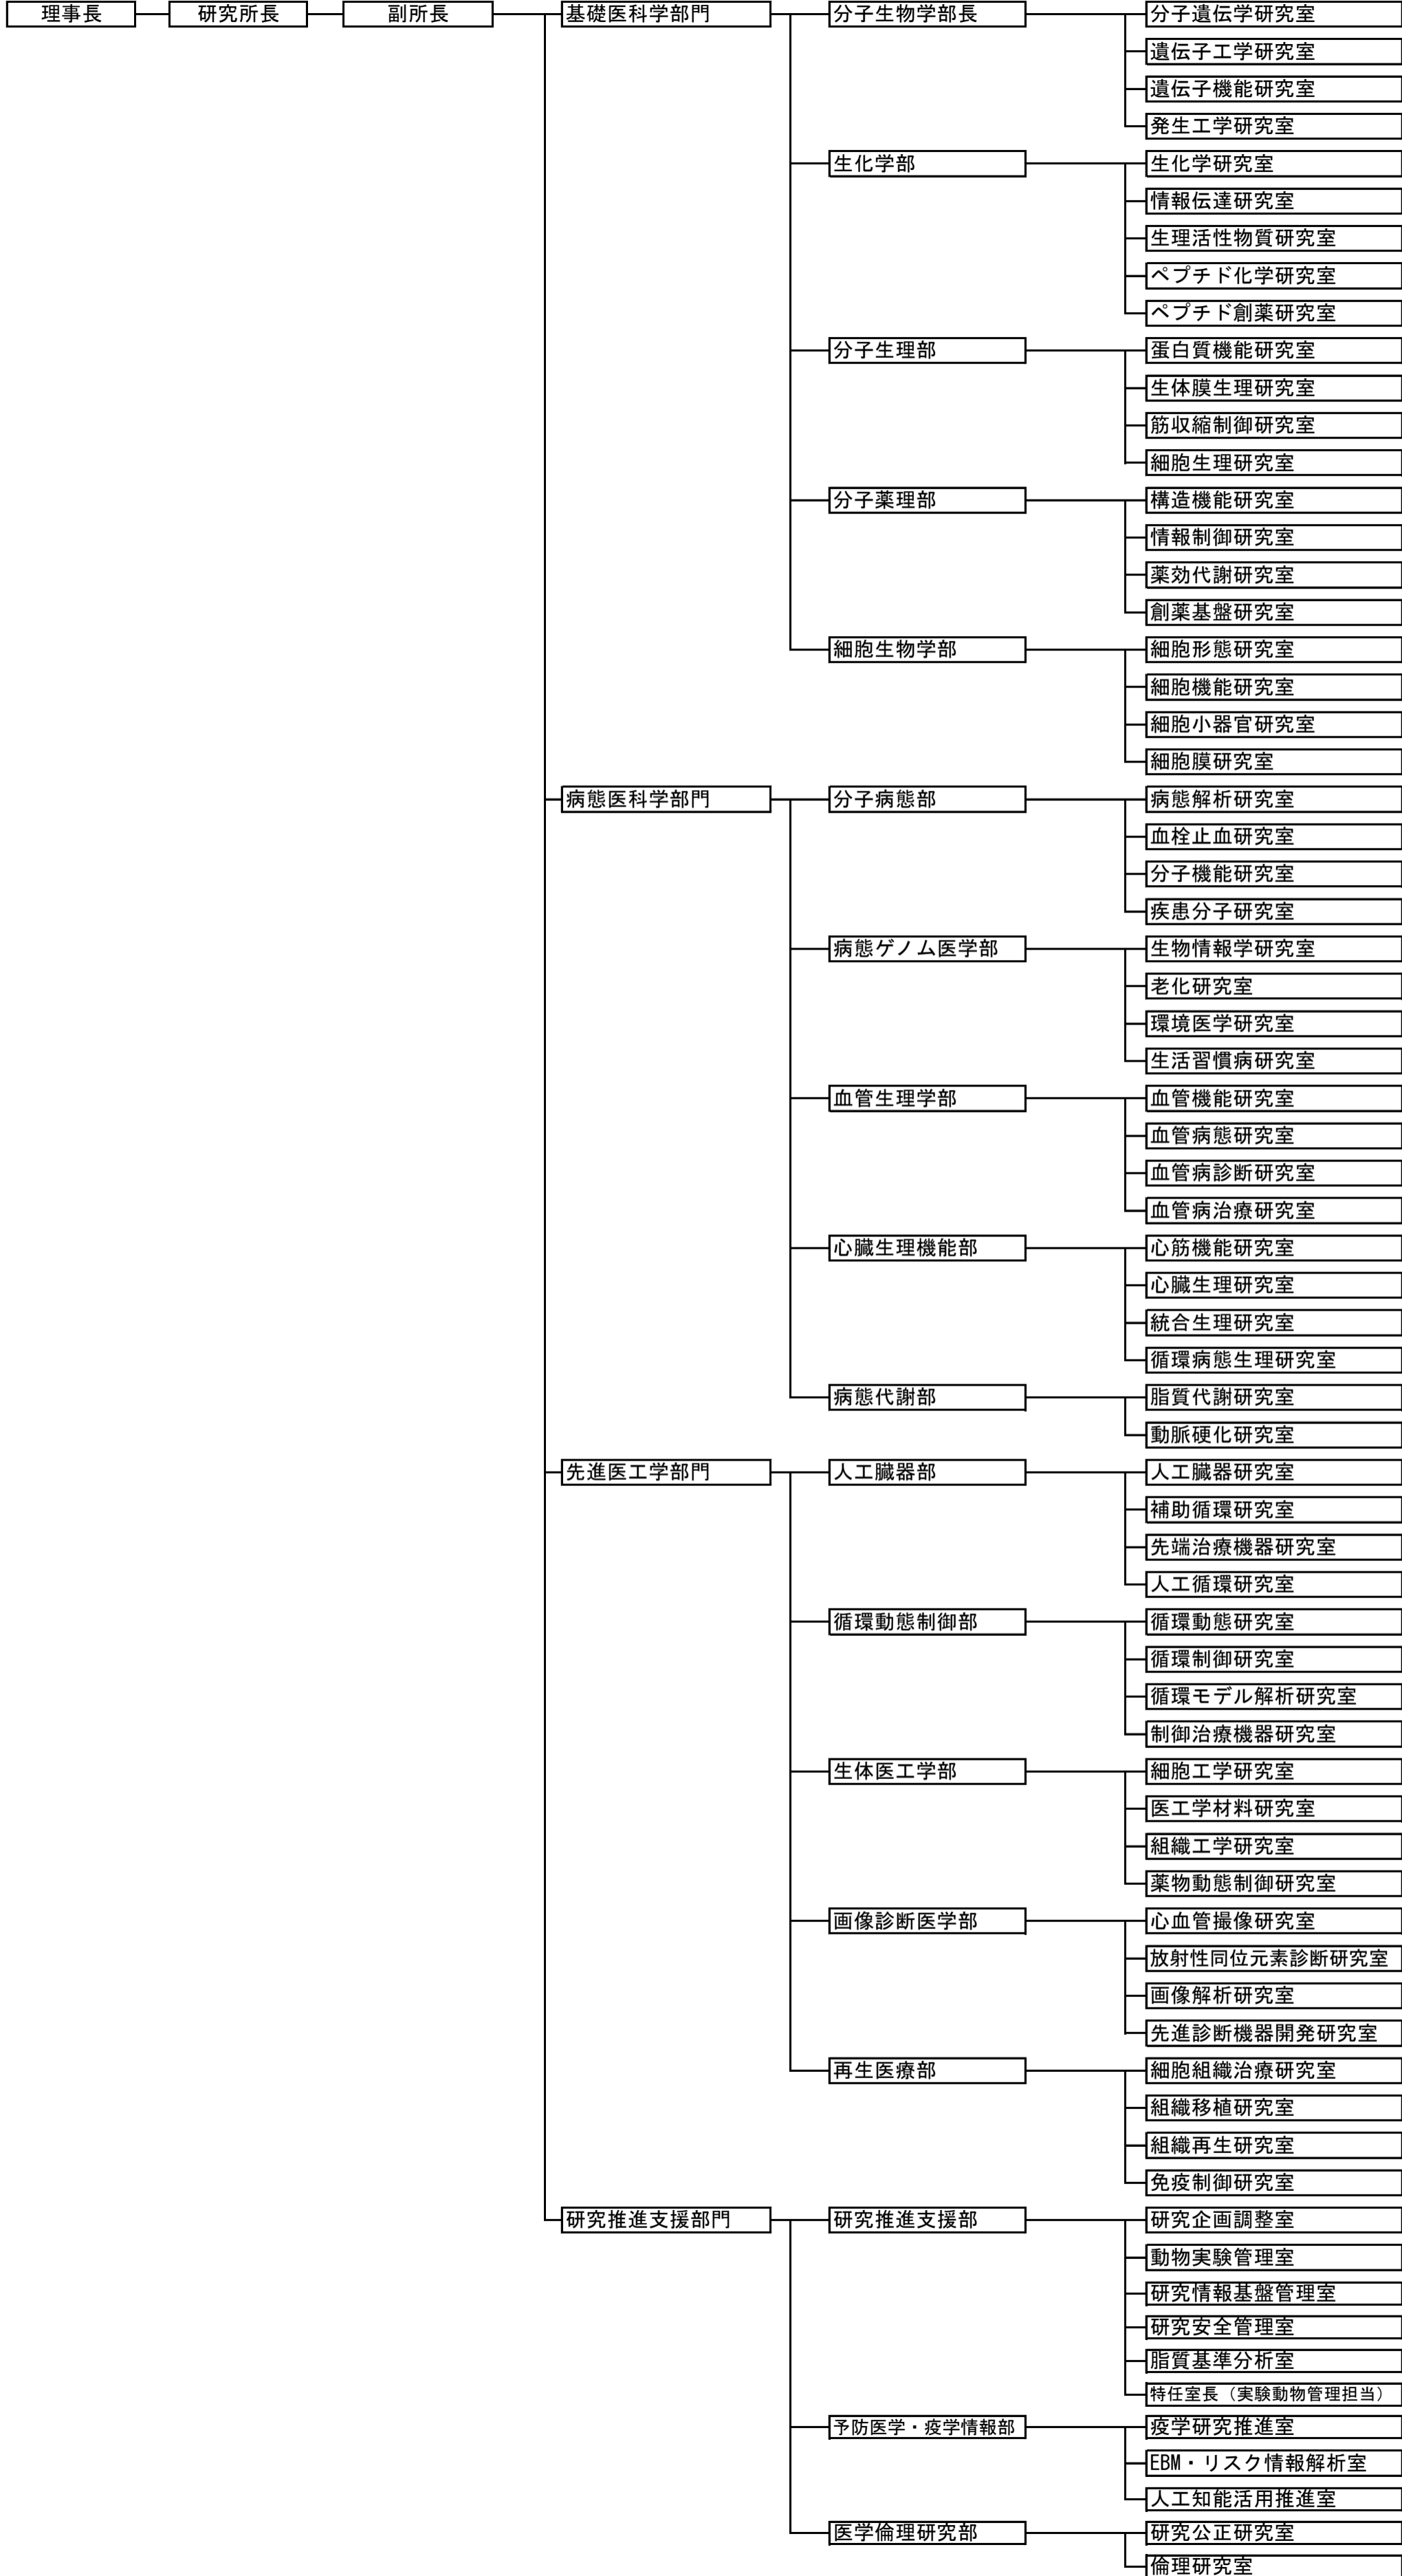 理事長
研究所長
副所長
基礎医科学部門
分子生物学部長
分子遺伝学研究室
遺伝子工学研究室
遺伝子機能研究室
発生工学研究室
生化学部
生化学研究室
情報伝達研究室
生理活性物質研究室
ペプチド化学研究室
ペプチド創薬研究室
分子生理部
蛋白質機能研究室
生体膜生理研究室
筋収縮制御研究室
細胞生理研究室
分子薬理部
構造機能研究室
情報制御研究室
薬効代謝研究室
創薬基盤研究室
細胞生物学部
細胞形態研究室
細胞機能研究室
細胞小器官研究室
細胞膜研究室
病態医科学部門
分子病態部
病態解析研究室
血栓止血研究室
分子機能研究室
疾患分子研究室
病態ゲノム医学部
生物情報学研究室
老化研究室
環境医学研究室
生活習慣病研究室
血管生理学部
血管機能研究室
血管病態研究室
血管病診断研究室
血管病治療研究室
心臓生理機能部
心筋機能研究室
心臓生理研究室
統合生理研究室
循環病態生理研究室
病態代謝部
脂質代謝研究室
動脈硬化研究室
先進医工学部門
人工臓器部
人工臓器研究室
補助循環研究室
先端治療機器研究室
人工循環研究室
循環動態制御部
循環動態研究室
循環制御研究室
循環モデル解析研究室
制御治療機器研究室
生体医工学部
細胞工学研究室
医工学材料研究室
組織工学研究室
薬物動態制御研究室
画像診断医学部
心血管撮像研究室
放射性同位元素診断研究室
画像解析研究室
先進診断機器開発研究室
再生医療部
細胞組織治療研究室
組織移植研究室
組織再生研究室
免疫制御研究室
研究推進支援部門
研究推進支援部
研究企画調整室
動物実験管理室
研究情報基盤管理室
研究安全管理室
脂質基準分析室
特任室長（実験動物管理担当）
予防医学・疫学情報部
疫学研究推進室
EBM・リスク情報解析室
人工知能活用推進室
医学倫理研究部
研究公正研究室
倫理研究室